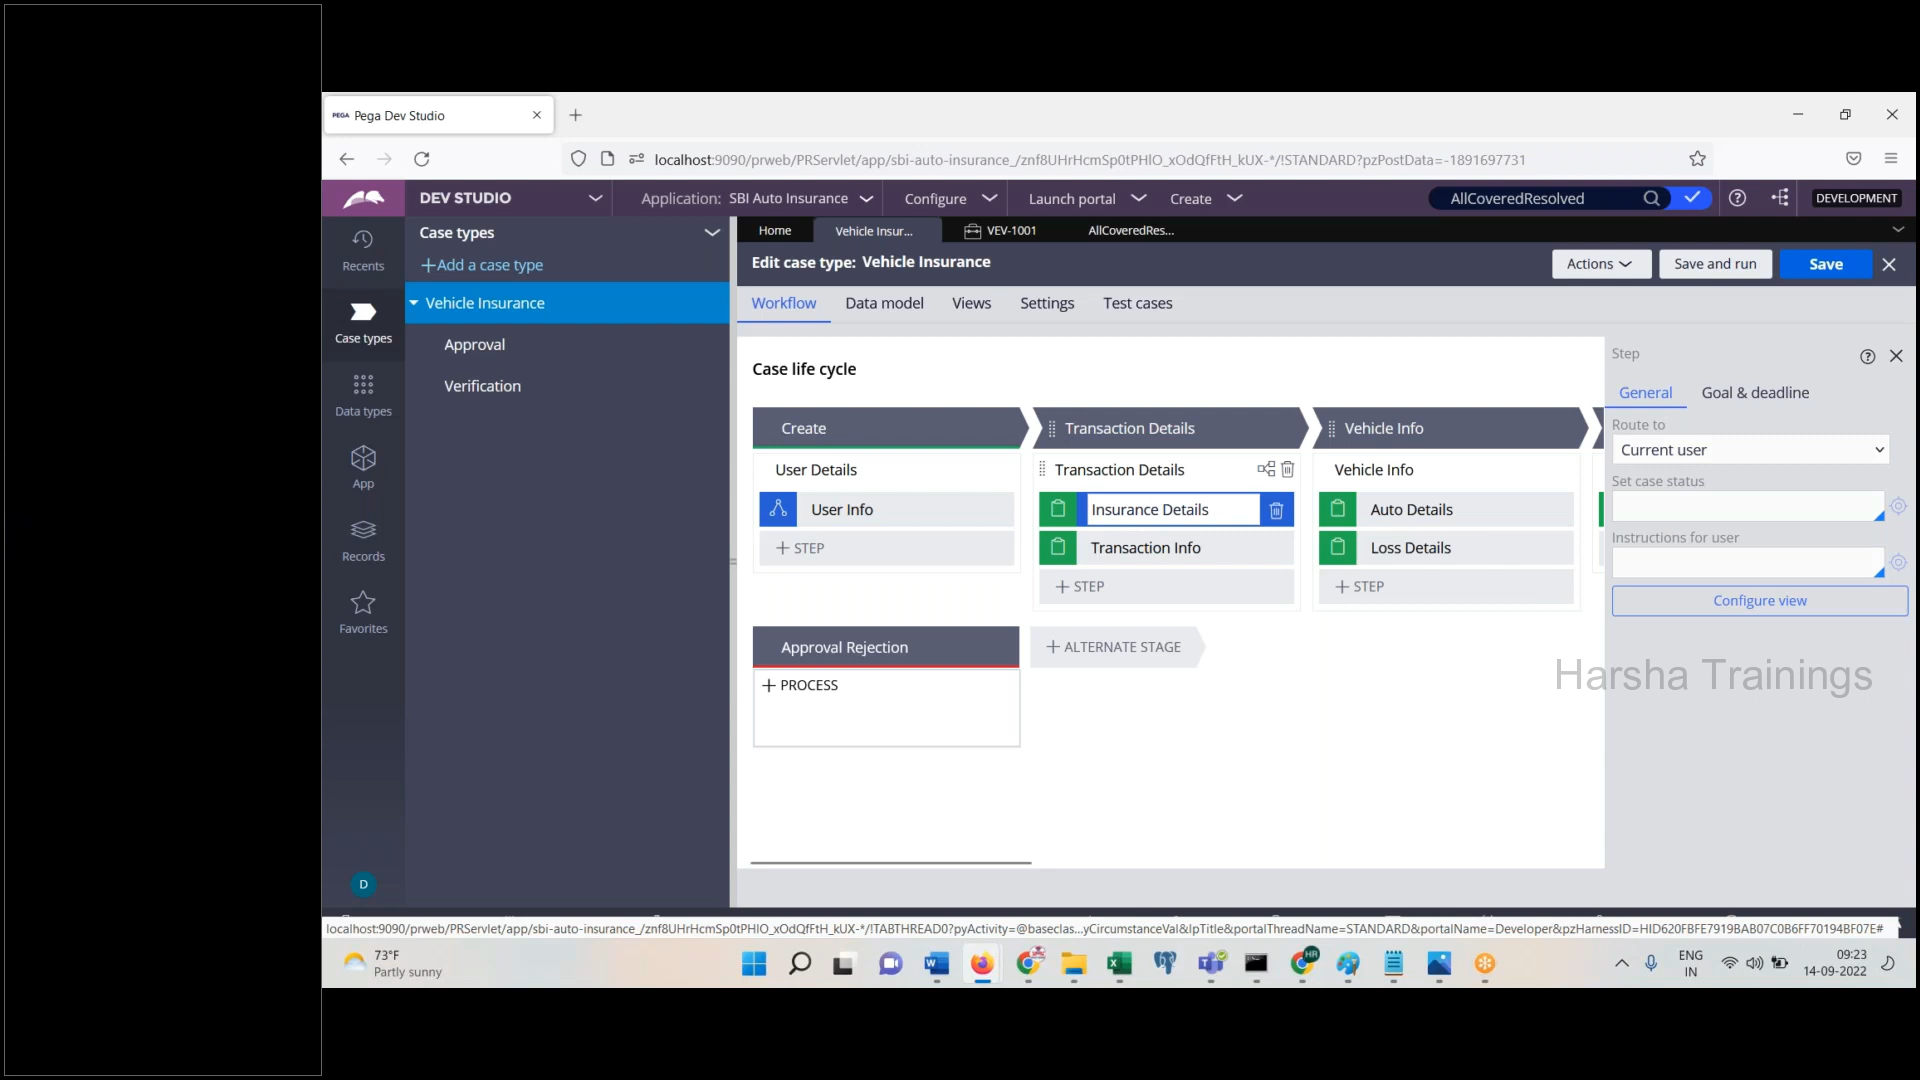 PEGA Pega Dev Studio
localhost:9090/prweb/PRServlet/app/sbi-auto-insurance_/znf8UHrHcmSp0tPHlO_xOdQfFtH_kUX-*/!STANDARD?pzPostData=-1891697731
DEV STUDIO
Application: SBI Auto Insurance
Configure
Launch portal
Create
AllCoveredResolved
DEVELOPMENT
Recents
Case types
Data types
App
Records
Favorites
D
Case types
+Add a case type
Vehicle Insurance
Approval
Verification
Home
Vehicle Insur...
VEV-1001
AllCoveredRes...
Edit case type: Vehicle Insurance
Actions
Save and run
Save
Workflow
Data model
Views
Settings
Test cases
Case life cycle
Create
Transaction Details
Vehicle Info
User Details
Transaction Details
Vehicle Info
User Info
Insurance Details
Auto Details
+ STEP
Transaction Info
Loss Details
+ STEP
+ STEP
Approval Rejection
+ ALTERNATE STAGE
+ PROCESS
Step
General
Goal & deadline
Route to
Current user
Set case status
Instructions for user
Configure view
Harsha Trainings
localhost:9090/prweb/PRServlet/app/sbi-auto-insurance_/znf8UHrHcmSp0tPHlO_xOdQfFtH_kUX-*/!TABTHREAD0?pyActivity=@baseclas...yCircumstanceVal&lpTitle&portalThreadName=STANDARD&portalName=Developer&pzHarnessID=HID620FBFE7919BAB07C0B6FF70194BF07E#
73°F
Partly sunny
ENG
IN
09:23
14-09-2022